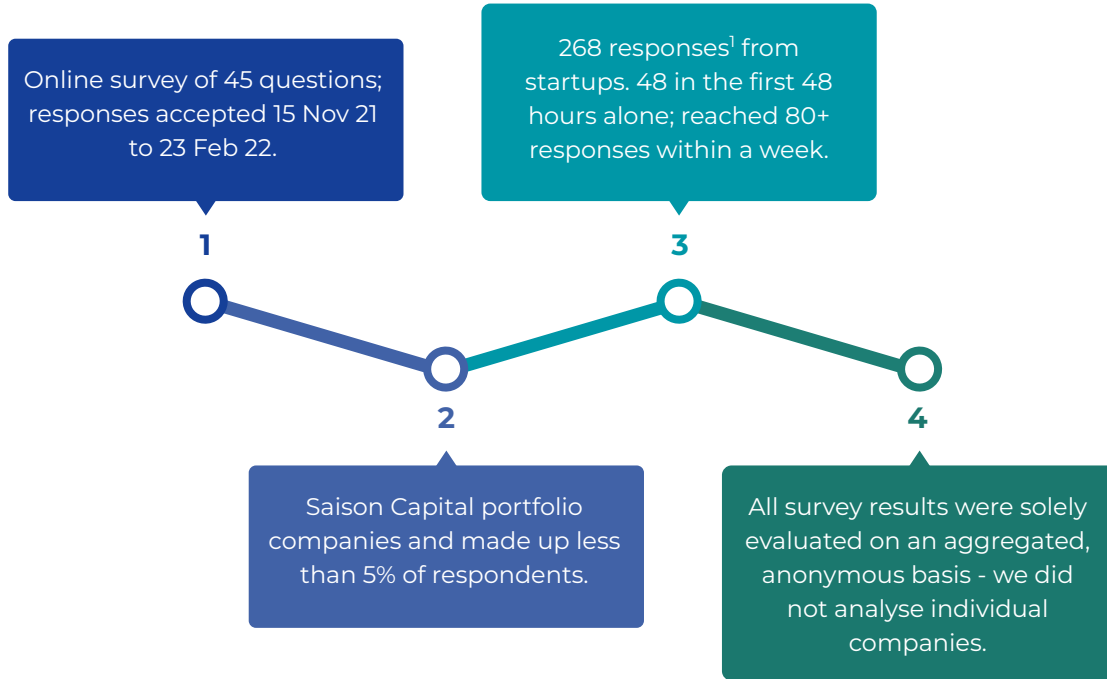 Online survey of 45 questions;
responses accepted 15 Nov 21
to 23 Feb 22.
1
2
Saison Capital portfolio
companies and made up less
than 5% of respondents.
268 responses¹ from
startups. 48 in the first 48
hours alone; reached 80+
responses within a week.
3
4
All survey results were solely
evaluated on an aggregated,
anonymous basis - we did
not analyse individual
companies.